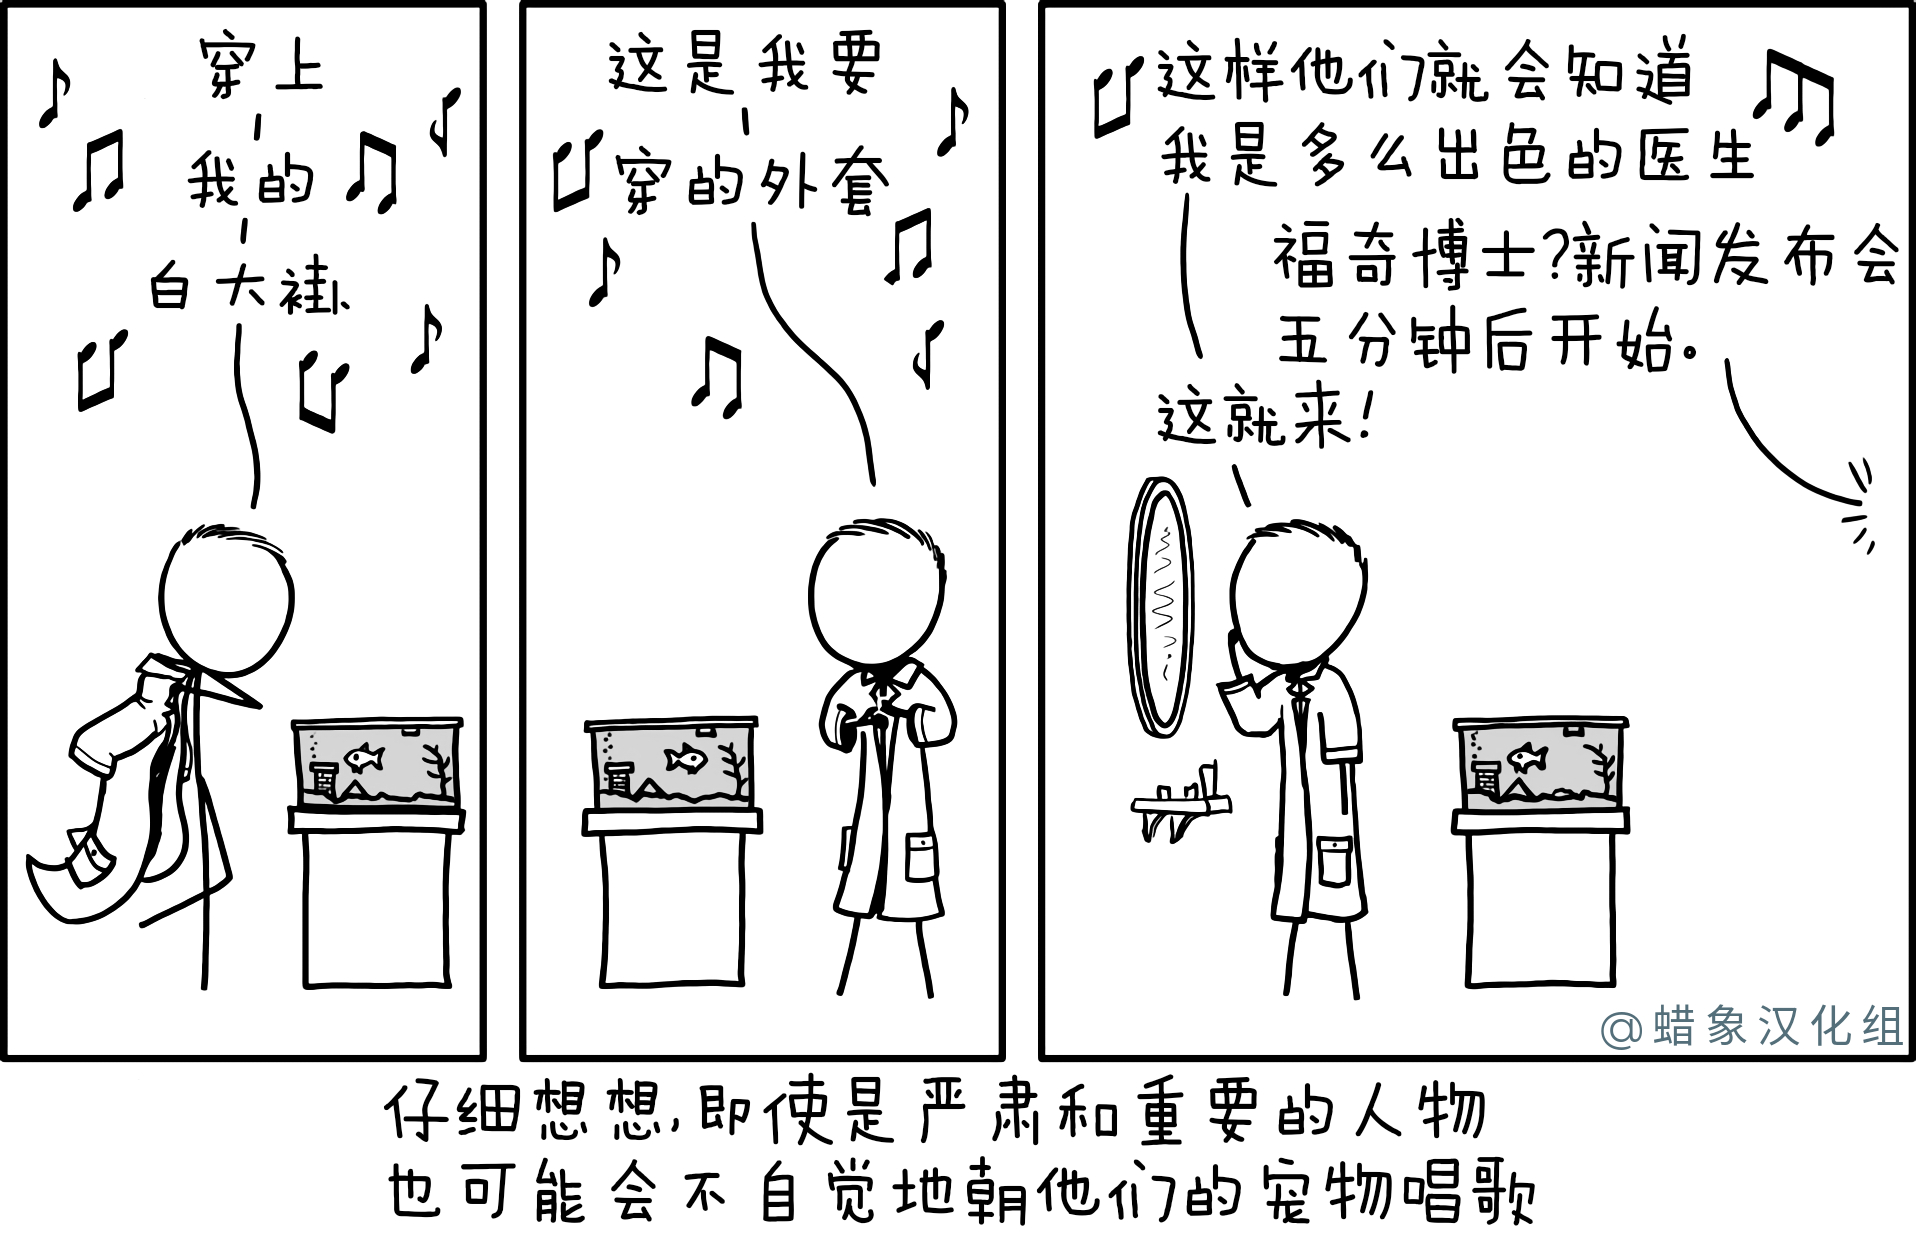 穿上
我的
白大褂
这是我要
穿的外套
这样他们就会知道
我是多么出色的医生
福奇博士?新闻发布会
五分钟后开始。
这就来!
@蜡象汉化组
仔细想想,即使是严肃和重要的人物
也可能会不自觉地朝他们的宠物唱歌